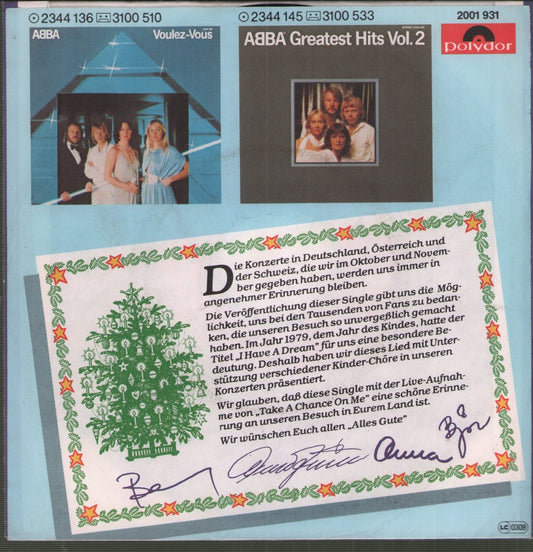 2344 136 3100 510
2344 145 3100 533
2001 931
ABBA Voulez-Vous
ABBA Greatest Hits Vol. 2
polydor
Die Konzerte in Deutschland, Österreich und
der Schweiz, die wir im Oktober und Novem-
ber gegeben haben, werden uns immer in
angenehmer Erinnerung bleiben.
Die Veröffentlichung dieser Single gibt uns die Mög-
lichkeit, uns bei den Tausenden von Fans zu bedan-
ken, die unseren Besuch so unvergeßlich gemacht
haben. Im Jahr 1979, dem Jahr des Kindes, hatte der
Titel „I Have A Dream" für uns eine besondere Be-
deutung. Deshalb haben wir dieses Lied mit Unter-
stützung verschiedener Kinder-Chöre in unseren
Konzerten präsentiert.
Wir glauben, daß diese Single mit der Live-Aufnah-
me von „Take A Chance On Me" eine schöne Erinne-
rung an unseren Besuch in Eurem Land ist.
Wir wünschen Euch allen „Alles Gute"
Anna Björ
LC 0309